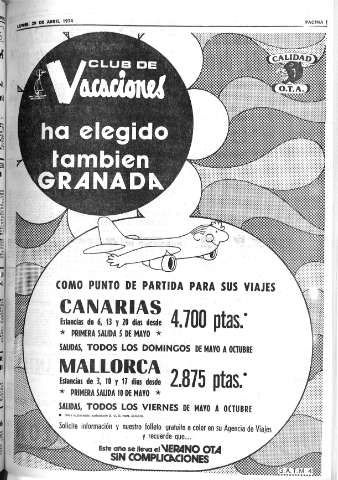 LUNES, 29 DE ABRIL 1974
PAGINA
CLUB DE
Vacaciones
CALIDAD
O.T.A.
ha elegido
tambien
GRANADA
COMO PUNTO DE PARTIDA PARA SUS VIAJES
CANARIAS
Estancias de 6, 13 y 20 días desde
4.700 ptas.*
* PRIMERA SALIDA 5 DE MAYO *
SALIDAS, TODOS LOS DOMINGOS DE MAYO A OCTUBRE
MALLORCA
Estancias de 3, 10 y 17 días desde
2.875 ptas.*
* PRIMERA SALIDA 10 DE MAYO *
SALIDAS, TODOS LOS VIERNES DE MAYO A OCTUBRE
Solicite información y nuestro folleto gratuito a color en su Agencia de Viajes
y recuerde que...
Este año se lleva el VERANO OTA
SIN COMPLICACIONES
G.A.T.M. 4